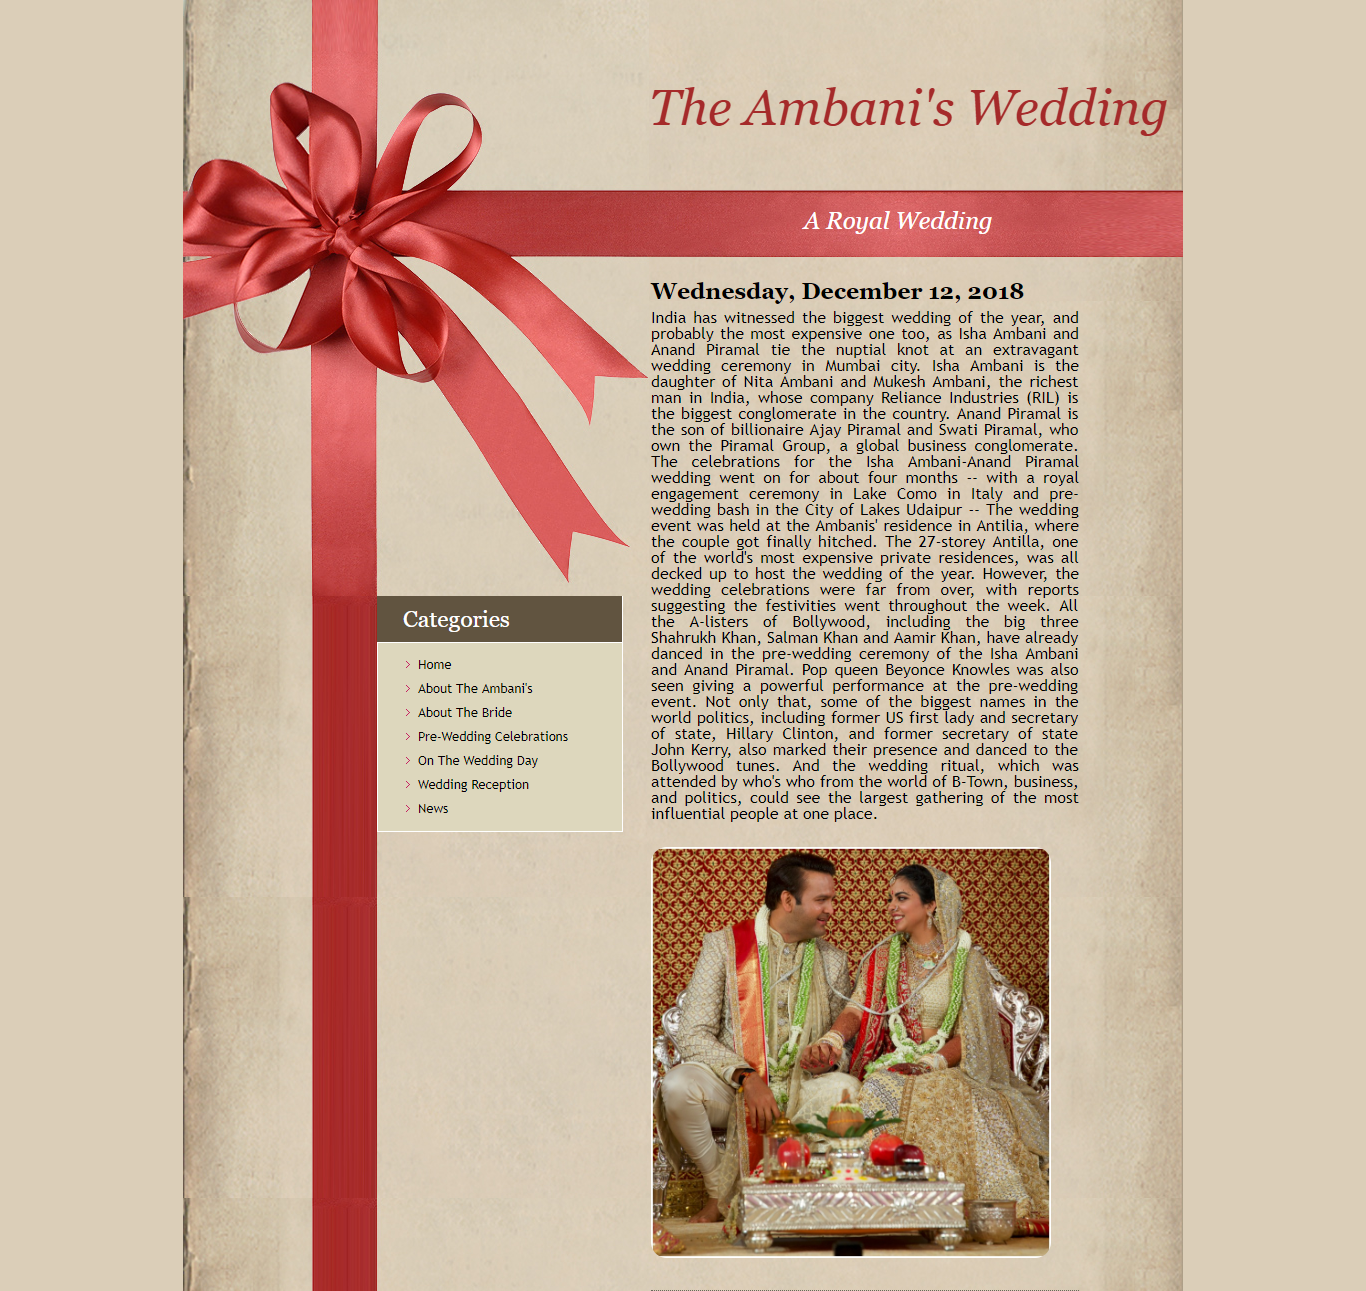 The Ambani's Wedding
A Royal Wedding
Wednesday, December 12, 2018
India has witnessed the biggest wedding of the year, and
probably the most expensive one too, as Isha Ambani and
Anand Piramal tie the nuptial knot at an extravagant
wedding ceremony in Mumbai city. Isha Ambani is the
daughter of Nita Ambani and Mukesh Ambani, the richest
man in India, whose company Reliance Industries (RIL) is
the biggest conglomerate in the country. Anand Piramal is
the son of billionaire Ajay Piramal and Swati Piramal, who
own the Piramal Group, a global business conglomerate.
The celebrations for the Isha Ambani-Anand Piramal
wedding went on for about four months -- with a royal
engagement ceremony in Lake Como in Italy and pre-
wedding bash in the City of Lakes Udaipur -- The wedding
event was held at the Ambanis' residence in Antilia, where
the couple got finally hitched. The 27-storey Antilla, one
of the world's most expensive private residences, was all
decked up to host the wedding of the year. However, the
wedding celebrations were far from over, with reports
suggesting the festivities went throughout the week. All
the A-listers of Bollywood, including the big three
Shahrukh Khan, Salman Khan and Aamir Khan, have already
danced in the pre-wedding ceremony of the Isha Ambani
and Anand Piramal. Pop queen Beyonce Knowles was also
seen giving a powerful performance at the pre-wedding
event. Not only that, some of the biggest names in the
world politics, including former US first lady and secretary
of state, Hillary Clinton, and former secretary of state
John Kerry, also marked their presence and danced to the
Bollywood tunes. And the wedding ritual, which was
attended by who's who from the world of B-Town, business,
and politics, could see the largest gathering of the most
influential people at one place.
Categories
Home
About The Ambani's
About The Bride
Pre-Wedding Celebrations
On The Wedding Day
Wedding Reception
News